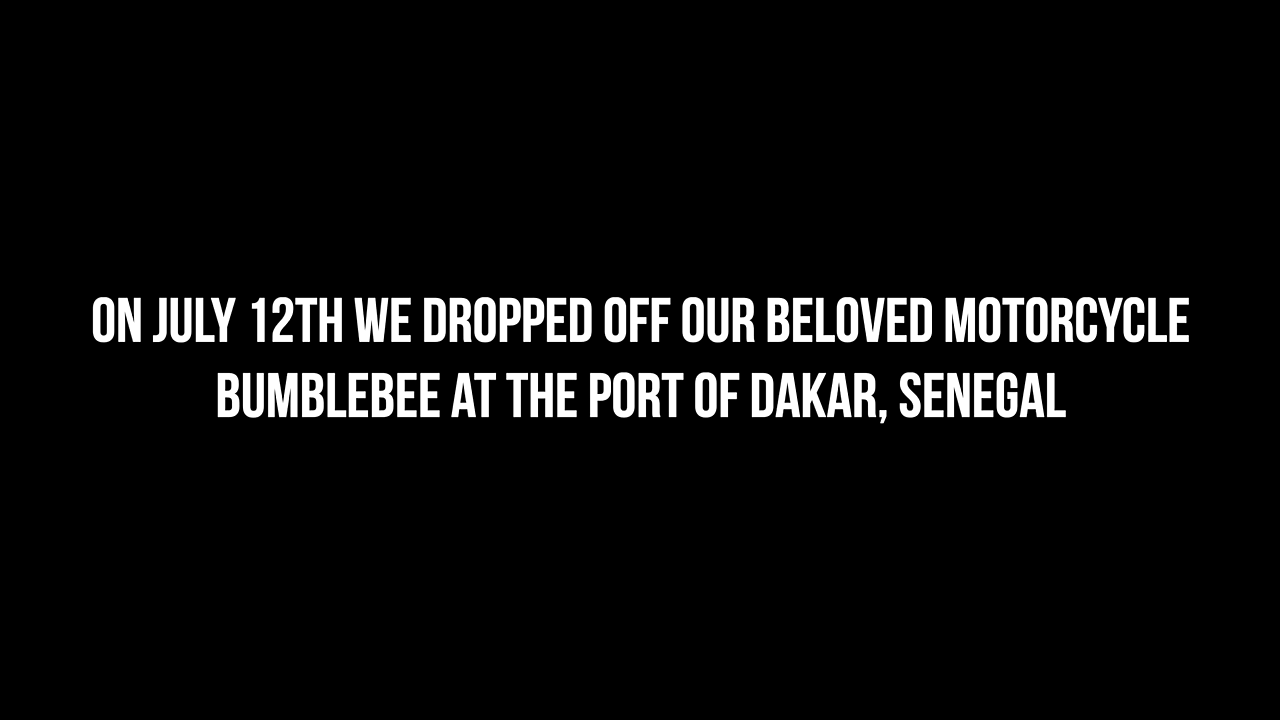 ON JULY 12TH WE DROPPED OFF OUR BELOVED MOTORCYCLE
BUMBLEBEE AT THE PORT OF DAKAR, SENEGAL